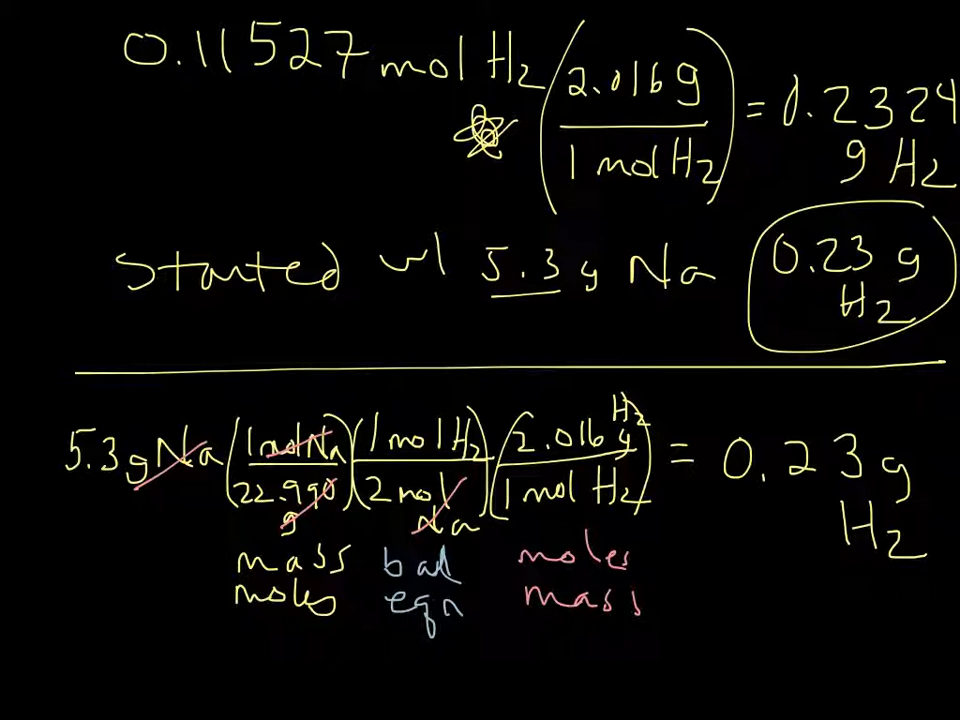 0.11527 mol H₂ (2.016 g / 1 mol H₂) = 0.2324 g H₂
started w/ 5.3 g Na
0.23 g H₂
5.3 g Na (1 mol Na / 22.990 g) (1 mol H₂ / 2 mol Na) (2.016 g H₂ / 1 mol H₂) = 0.23 g H₂
mass bal moles
moles eqn mass